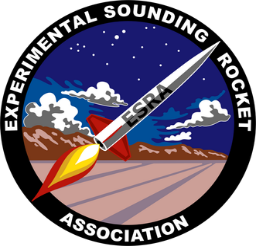 EXPERIMENTAL SOUNDING ROCKET
ESRA
ASSOCIATION